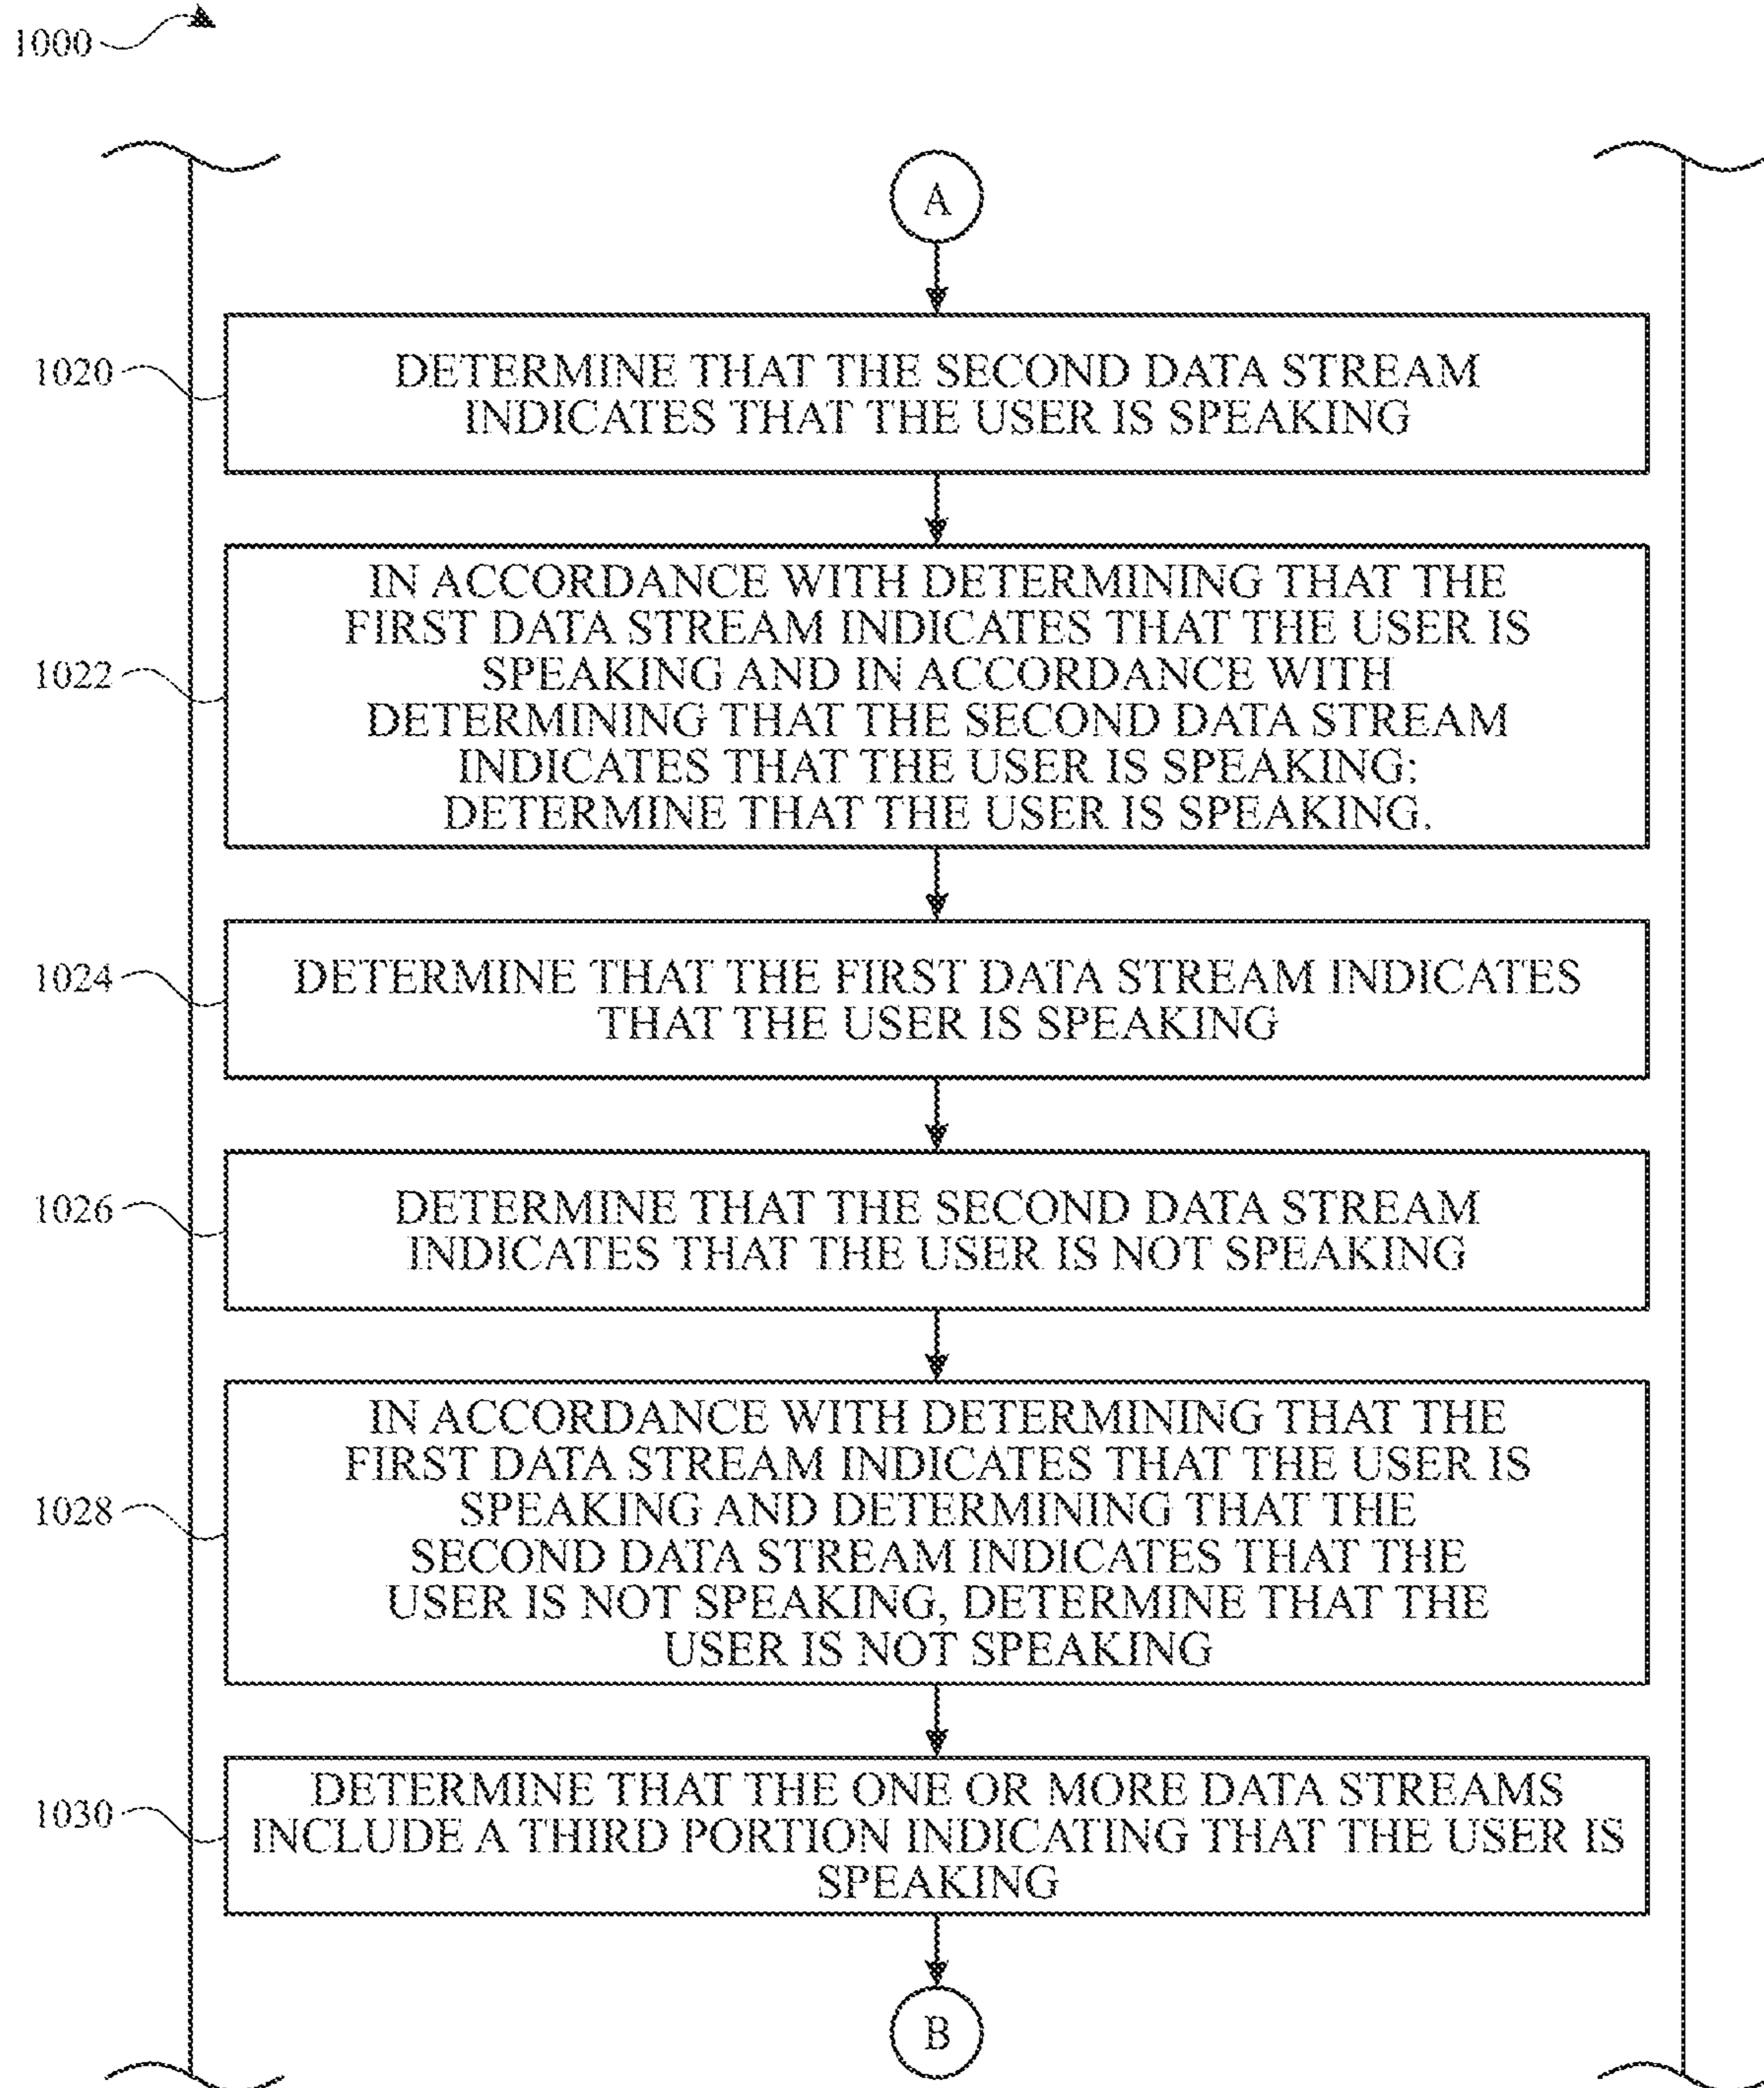 1000
A
1020
DETERMINE THAT THE SECOND DATA STREAM
INDICATES THAT THE USER IS SPEAKING
1022
IN ACCORDANCE WITH DETERMINING THAT THE
FIRST DATA STREAM INDICATES THAT THE USER IS
SPEAKING AND IN ACCORDANCE WITH
DETERMINING THAT THE SECOND DATA STREAM
INDICATES THAT THE USER IS SPEAKING:
DETERMINE THAT THE USER IS SPEAKING.
1024
DETERMINE THAT THE FIRST DATA STREAM INDICATES
THAT THE USER IS SPEAKING
1026
DETERMINE THAT THE SECOND DATA STREAM
INDICATES THAT THE USER IS NOT SPEAKING
1028
IN ACCORDANCE WITH DETERMINING THAT THE
FIRST DATA STREAM INDICATES THAT THE USER IS
SPEAKING AND DETERMINING THAT THE
SECOND DATA STREAM INDICATES THAT THE
USER IS NOT SPEAKING, DETERMINE THAT THE
USER IS NOT SPEAKING
1030
DETERMINE THAT THE ONE OR MORE DATA STREAMS
INCLUDE A THIRD PORTION INDICATING THAT THE USER IS
SPEAKING
B